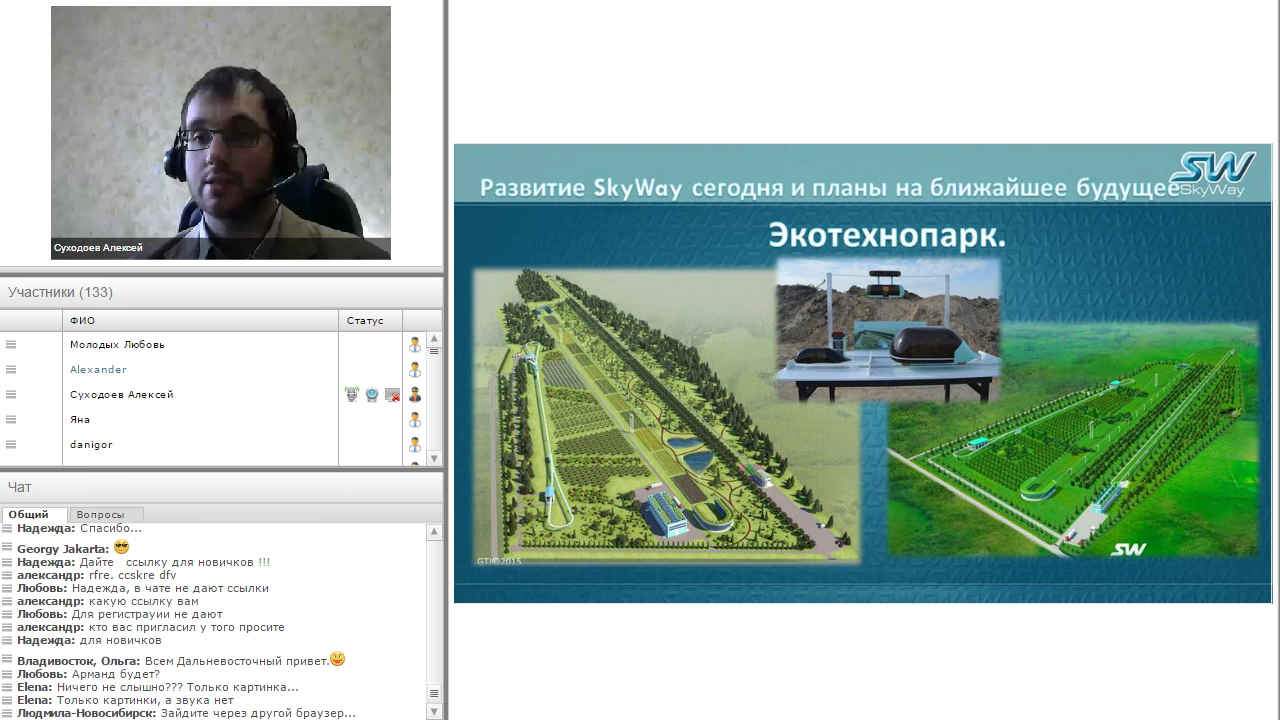 Суходоев Алексей
Участники (133)
ФИО
Статус
Молодых Любовь
Alexander
Суходоев Алексей
Яна
danigor
Чат
Общий
Вопросы
Надежда: Спасибо...
Georgy Jakarta:
Надежда: Дайте ссылку для новичков !!!
александр: rfre. ccskre dfv
Любовь: Надежда, в чате не дают ссылки
александр: какую ссылку вам
Любовь: Для регистрауии не дают
александр: кто вас пригласил у того просите
Надежда: для новичков
Владивосток, Ольга: Всем Дальневосточный привет.
Любовь: Арманд будет?
Elena: Ничего не слышно??? Только картинка...
Elena: Только картинки, а звука нет
Людмила-Новосибирск: Зайдите через другой браузер...
Развитие SkyWay сегодня и планы на ближайшее будущее
SW
SkyWay
Экотехнопарк.
GTI©2015
SW